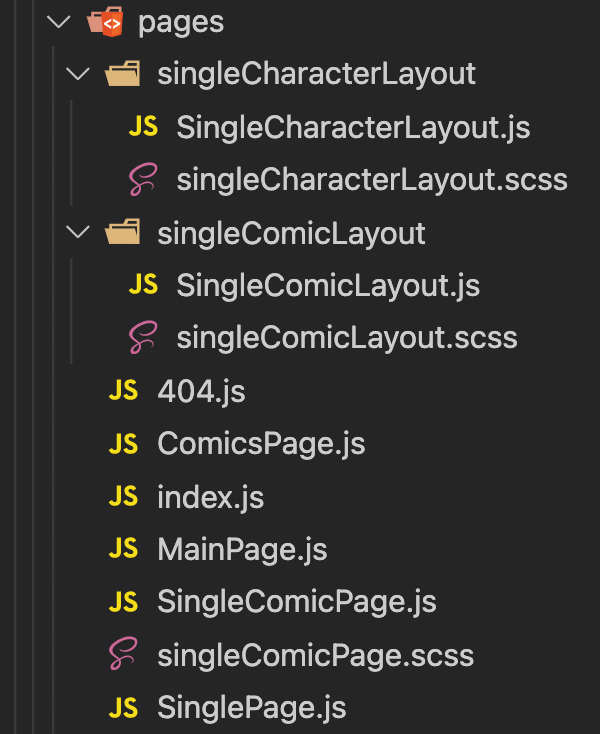 pages
singleCharacterLayout
JS SingleCharacterLayout.js
singleCharacterLayout.scss
singleComicLayout
JS SingleComicLayout.js
singleComicLayout.scss
JS 404.js
JS ComicsPage.js
JS index.js
JS MainPage.js
JS SingleComicPage.js
singleComicPage.scss
JS SinglePage.js